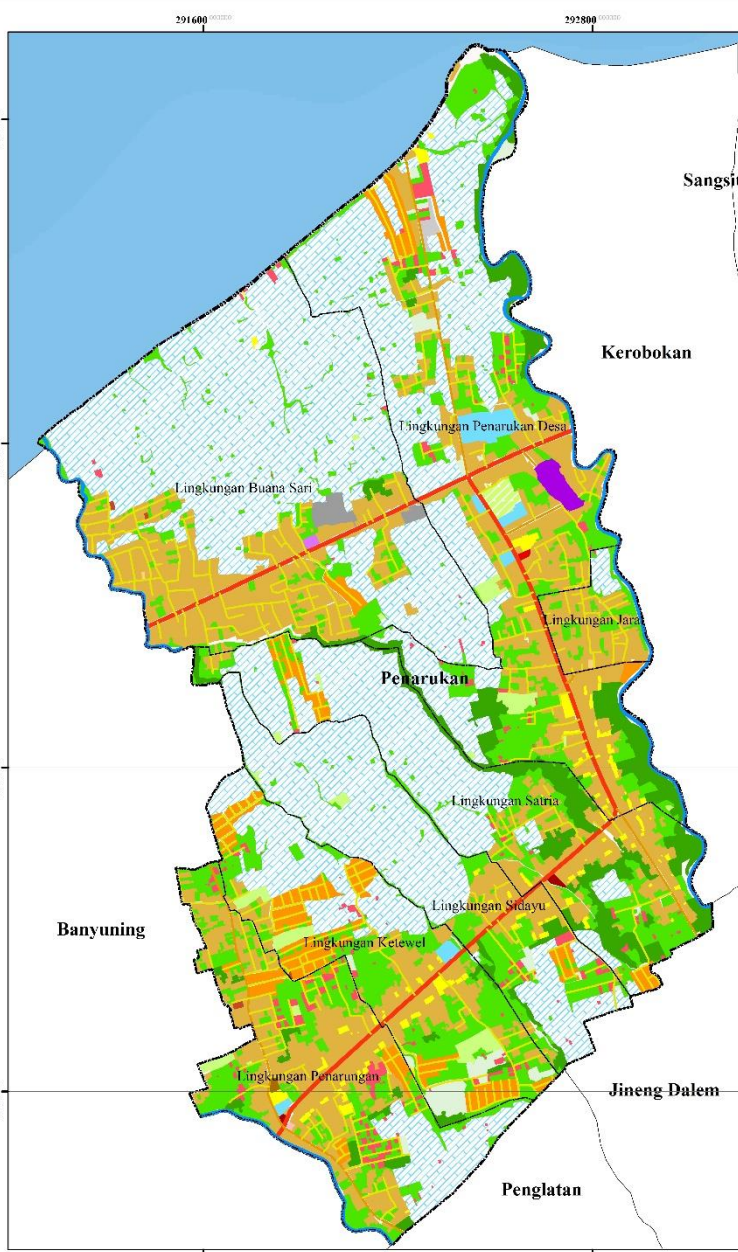 291600 292800
Sangsit
Kerobokan
Lingkungan Penarukan Desa
Lingkungan Buana Sari
Lingkungan Jara
Penarukan
Lingkungan Satria
Lingkungan Sidayu
Banyuning
Lingkungan Ketewel
Lingkungan Penarungan
Jineng Dalem
Penglatan